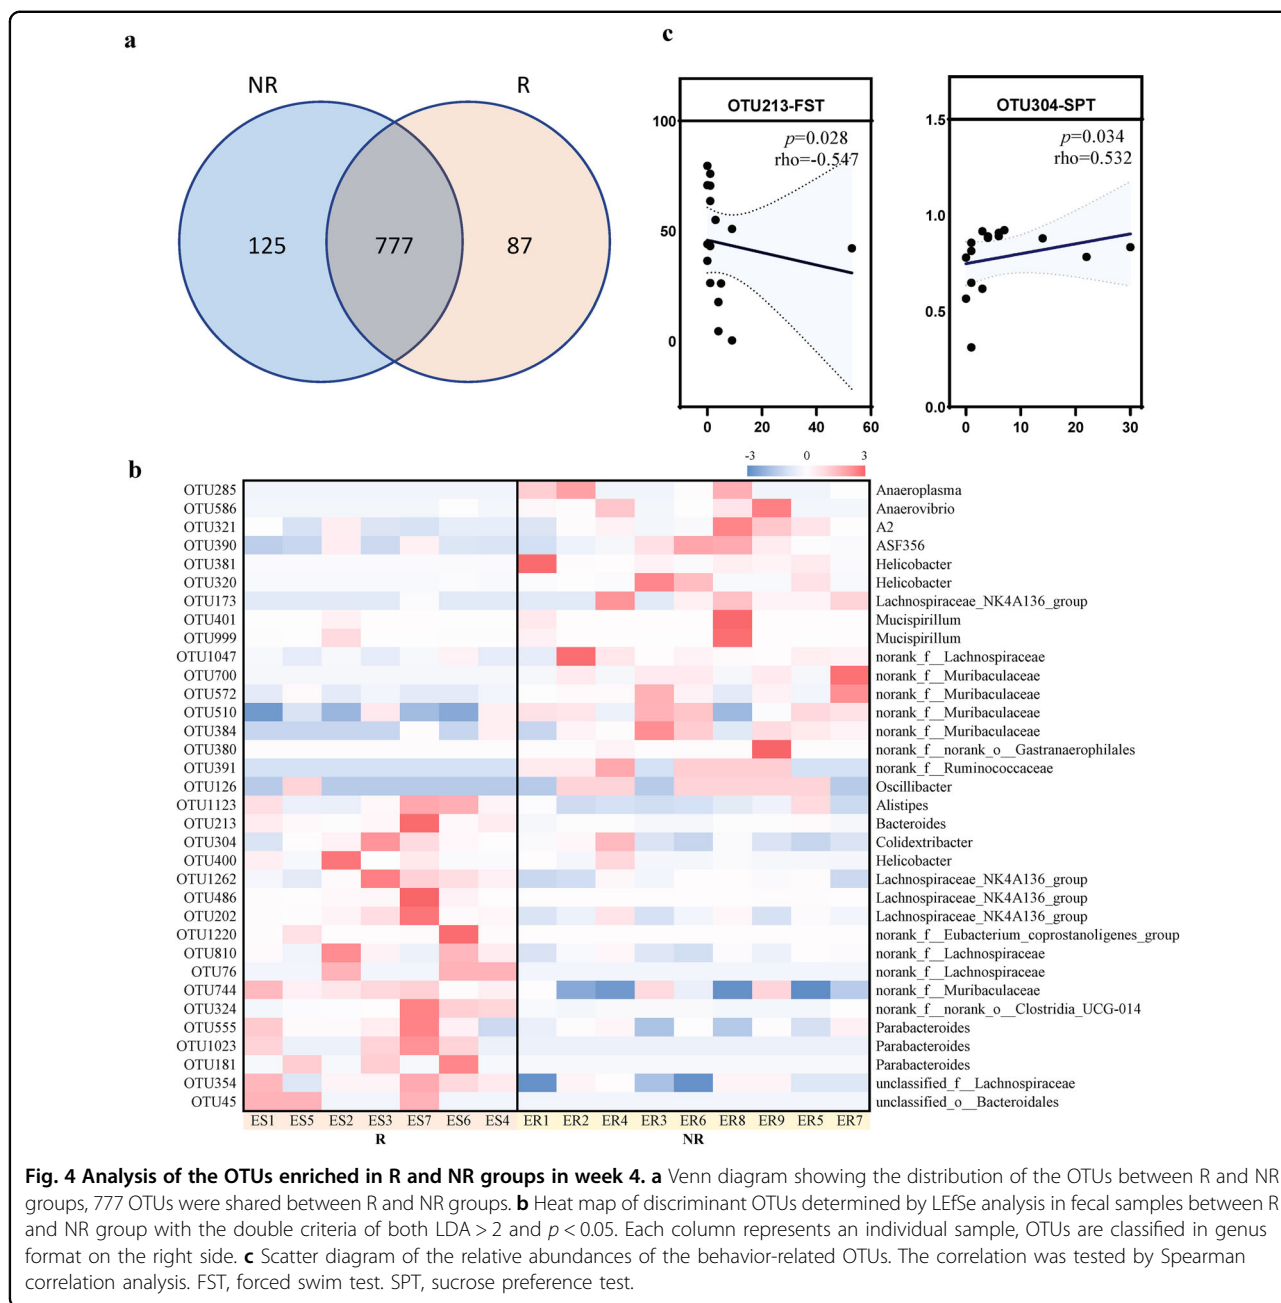 a
NR
R
125
777
87
c
OTU213-FST
p=0.028
rho=-0.547
100
50
0
0 20 40 60
OTU304-SPT
p=0.034
rho=0.532
1.5
1.0
0.5
0.0
0 10 20 30
b
-3 0 3
OTU285 Anaeroplasma
OTU586 Anaerovibrio
OTU321 A2
OTU390 ASF356
OTU381 Helicobacter
OTU320 Helicobacter
OTU173 Lachnospiraceae_NK4A136_group
OTU401 Mucispirillum
OTU999 Mucispirillum
OTU1047 norank_f__Lachnospiraceae
OTU700 norank_f__Muribaculaceae
OTU572 norank_f__Muribaculaceae
OTU510 norank_f__Muribaculaceae
OTU384 norank_f__Muribaculaceae
OTU380 norank_f__norank_o__Gastranaerophilales
OTU391 norank_f__Ruminococcaceae
OTU126 Oscillibacter
OTU1123 Alistipes
OTU213 Bacteroides
OTU304 Colidextribacter
OTU400 Helicobacter
OTU1262 Lachnospiraceae_NK4A136_group
OTU486 Lachnospiraceae_NK4A136_group
OTU202 Lachnospiraceae_NK4A136_group
OTU1220 norank_f__Eubacterium_coprostanoligenes_group
OTU810 norank_f__Lachnospiraceae
OTU76 norank_f__Lachnospiraceae
OTU744 norank_f__Muribaculaceae
OTU324 norank_f__norank_o__Clostridia_UCG-014
OTU555 Parabacteroides
OTU1023 Parabacteroides
OTU181 Parabacteroides
OTU354 unclassified_f__Lachnospiraceae
OTU45 unclassified_o__Bacteroidales
ES1 ES5 ES2 ES3 ES7 ES6 ES4 ER1 ER2 ER4 ER3 ER6 ER8 ER9 ER5 ER7
R NR
Fig. 4 Analysis of the OTUs enriched in R and NR groups in week 4. a Venn diagram showing the distribution of the OTUs between R and NR
groups, 777 OTUs were shared between R and NR groups. b Heat map of discriminant OTUs determined by LEfSe analysis in fecal samples between R
and NR group with the double criteria of both LDA > 2 and p < 0.05. Each column represents an individual sample, OTUs are classified in genus
format on the right side. c Scatter diagram of the relative abundances of the behavior-related OTUs. The correlation was tested by Spearman
correlation analysis. FST, forced swim test. SPT, sucrose preference test.